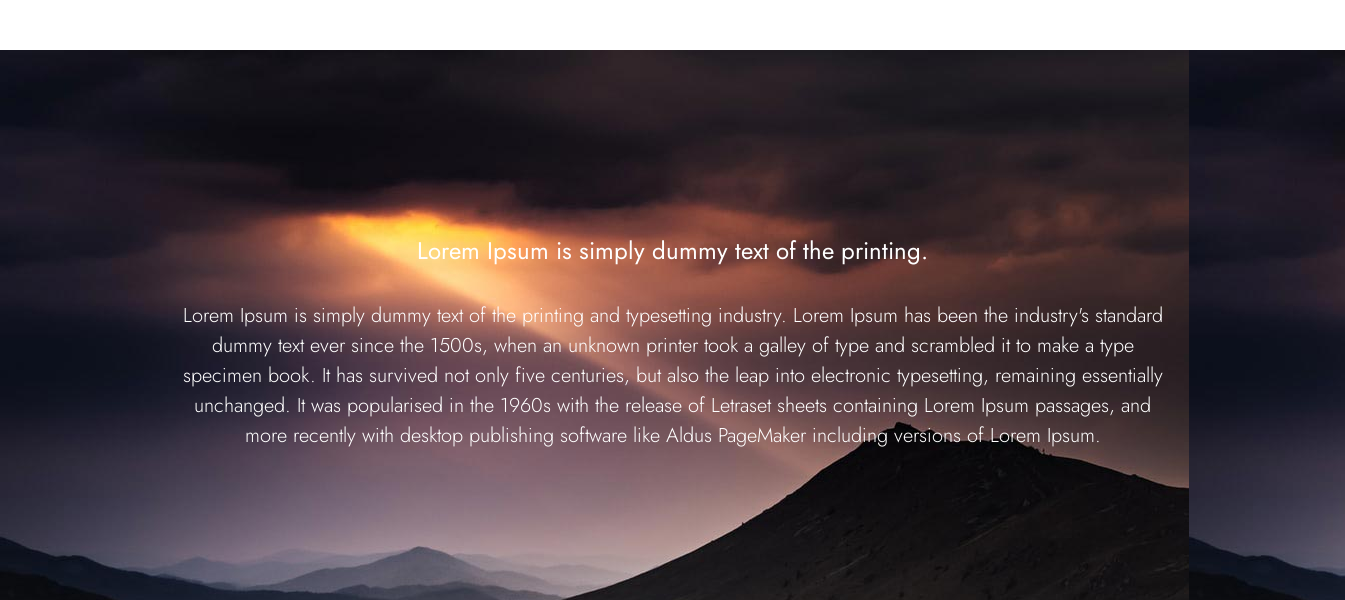 Lorem Ipsum is simply dummy text of the printing.
Lorem Ipsum is simply dummy text of the printing and typesetting industry. Lorem Ipsum has been the industry's standard
dummy text ever since the 1500s, when an unknown printer took a galley of type and scrambled it to make a type
specimen book. It has survived not only five centuries, but also the leap into electronic typesetting, remaining essentially
unchanged. It was popularised in the 1960s with the release of Letraset sheets containing Lorem Ipsum passages, and
more recently with desktop publishing software like Aldus PageMaker including versions of Lorem Ipsum.